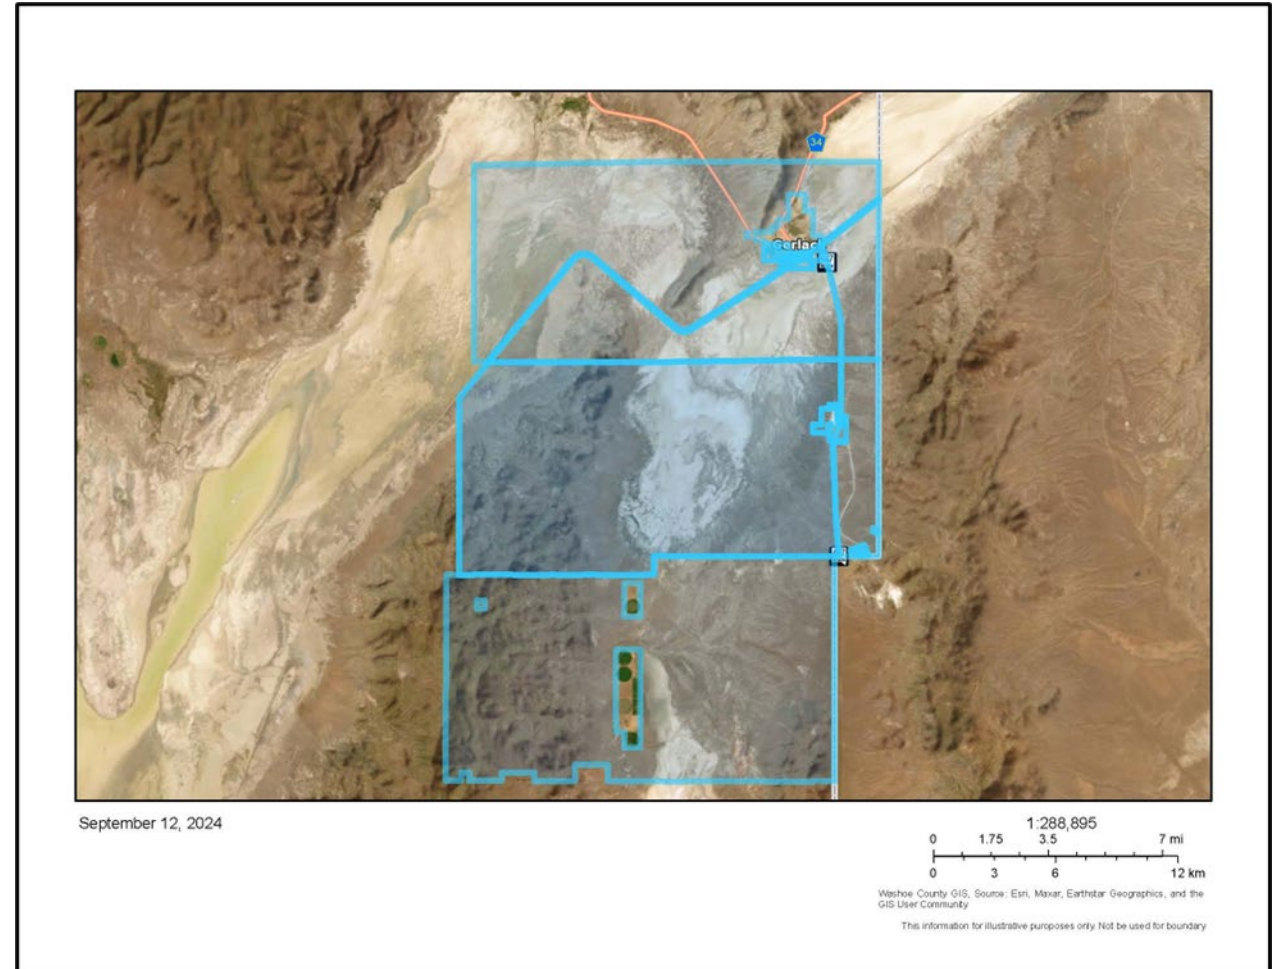 34
Gerlach
September 12, 2024
1:288,895
0 1.75 3.5 7 mi
0 3 6 12 km
Washoe County GIS, Source: Esri, Maxar, Earthstar Geographics, and the
GIS User Community
This information for illustrative puroposes only. Not be used for boundary